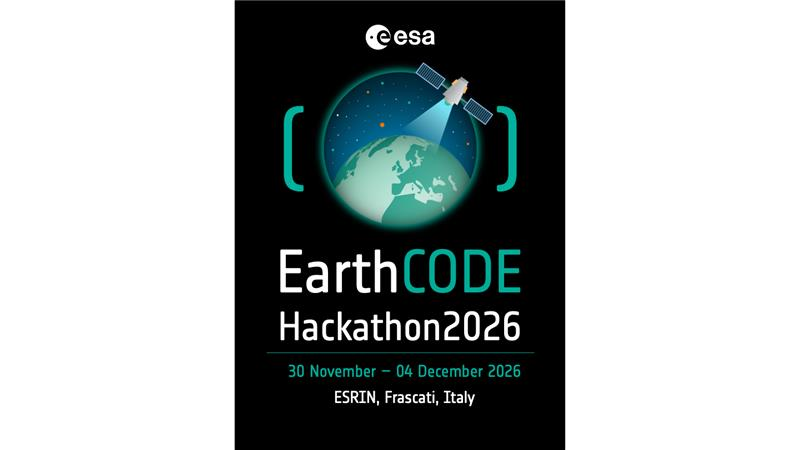 esa
EarthCODE
Hackathon2026
30 November – 04 December 2026
ESRIN, Frascati, Italy